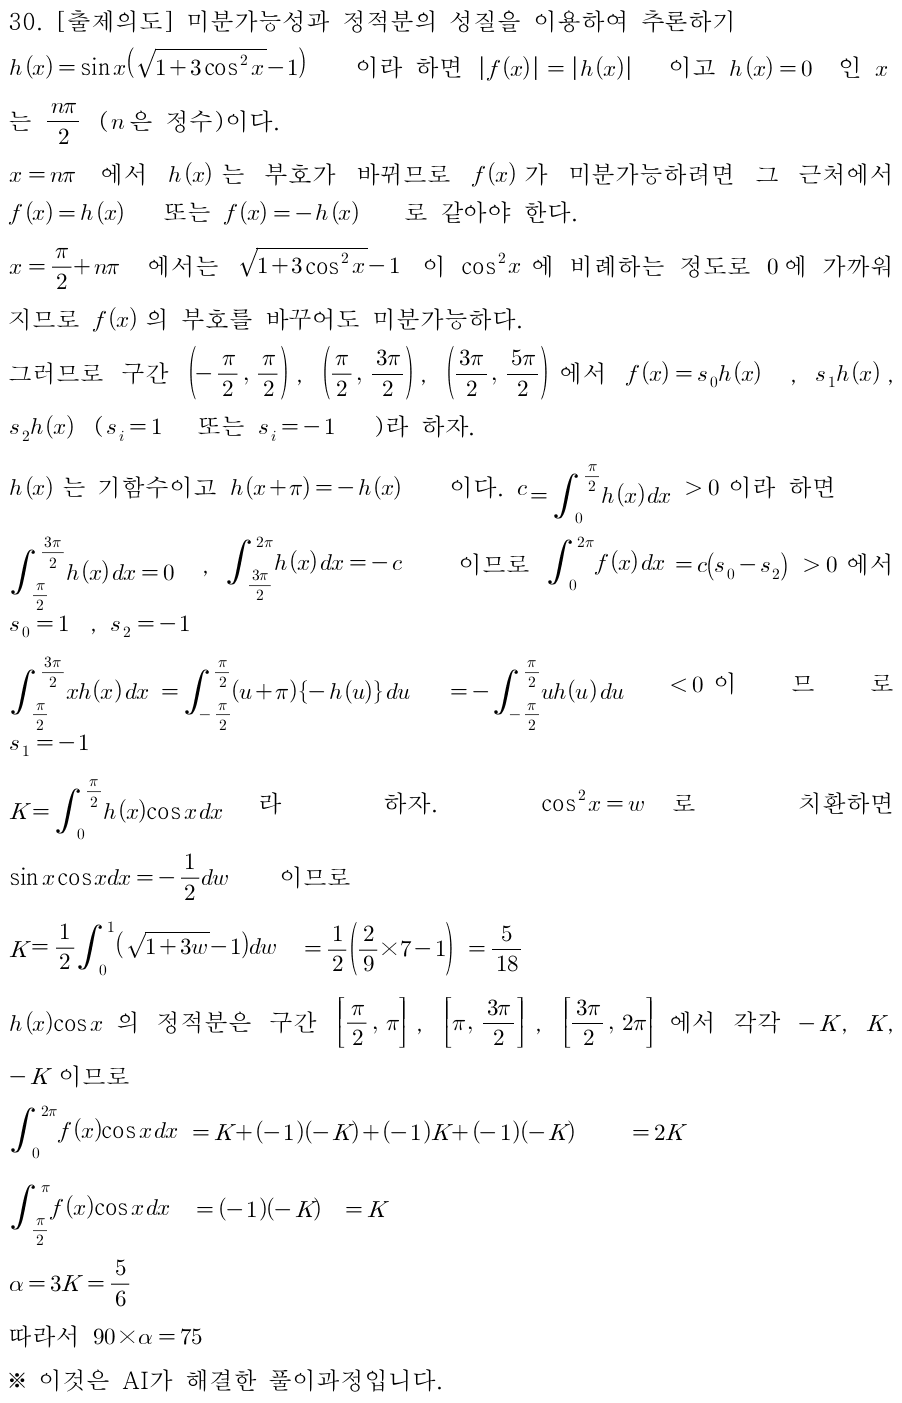 30. [출제의도] 미분가능성과 정적분의 성질을 이용하여 추론하기
h(x)=sin x(√(1+3cos²x)−1) 이라 하면 |f(x)|=|h(x)| 이고 h(x)=0 인 x
는 nπ/2 (n은 정수)이다.
x=nπ 에서 h(x)는 부호가 바뀌므로 f(x)가 미분가능하려면 그 근처에서
f(x)=h(x) 또는 f(x)=−h(x) 로 같아야 한다.
x=π/2+nπ 에서는 √(1+3cos²x)−1 이 cos²x에 비례하는 정도로 0에 가까워
지므로 f(x)의 부호를 바꾸어도 미분가능하다.
그러므로 구간 (−π/2, π/2), (π/2, 3π/2), (3π/2, 5π/2)에서 f(x)=s₀h(x) , s₁h(x),
s₂h(x) (sᵢ=1 또는 sᵢ=−1 )라 하자.
h(x)는 기함수이고 h(x+π)=−h(x) 이다. c=∫_0^{π/2} h(x)dx >0이라 하면
∫_{π/2}^{3π/2} h(x)dx=0 , ∫_{3π/2}^{2π} h(x)dx=−c 이므로 ∫_0^{2π} f(x)dx=c(s₀−s₂) >0에서
s₀=1 , s₂=−1
∫_{π/2}^{3π/2} xh(x)dx =∫_{−π/2}^{π/2} (u+π){−h(u)}du =−∫_{−π/2}^{π/2} uh(u)du <0이 므 로
s₁=−1
K=∫_0^{π/2} h(x)cos x dx 라 하자. cos²x=w 로 치환하면
sin x cos x dx=−1/2 dw 이므로
K=1/2 ∫_0^1 (√(1+3w)−1)dw =1/2(2/9×7−1) =5/18
h(x)cos x 의 정적분은 구간 [π/2, π], [π, 3π/2], [3π/2, 2π]에서 각각 −K, K,
−K이므로
∫_0^{2π} f(x)cos x dx =K+(−1)(−K)+(−1)K+(−1)(−K) =2K
∫_{π/2}^{π} f(x)cos x dx =(−1)(−K) =K
α=3K=5/6
따라서 90×α=75
※ 이것은 AI가 해결한 풀이과정입니다.